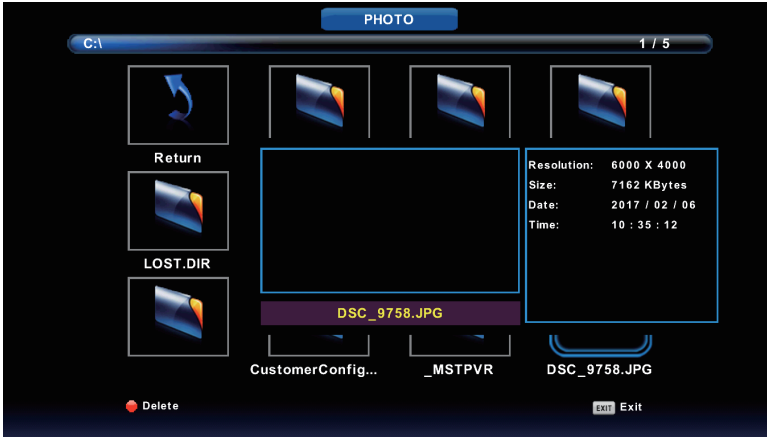 PHOTO
C:\ 1 / 5
Return
LOST.DIR
Resolution: 6000 X 4000
Size: 7162 KBytes
Date: 2017 / 02 / 06
Time: 10 : 35 : 12
DSC_9758.JPG
CustomerConfig... _MSTPVR DSC_9758.JPG
Delete EXIT Exit